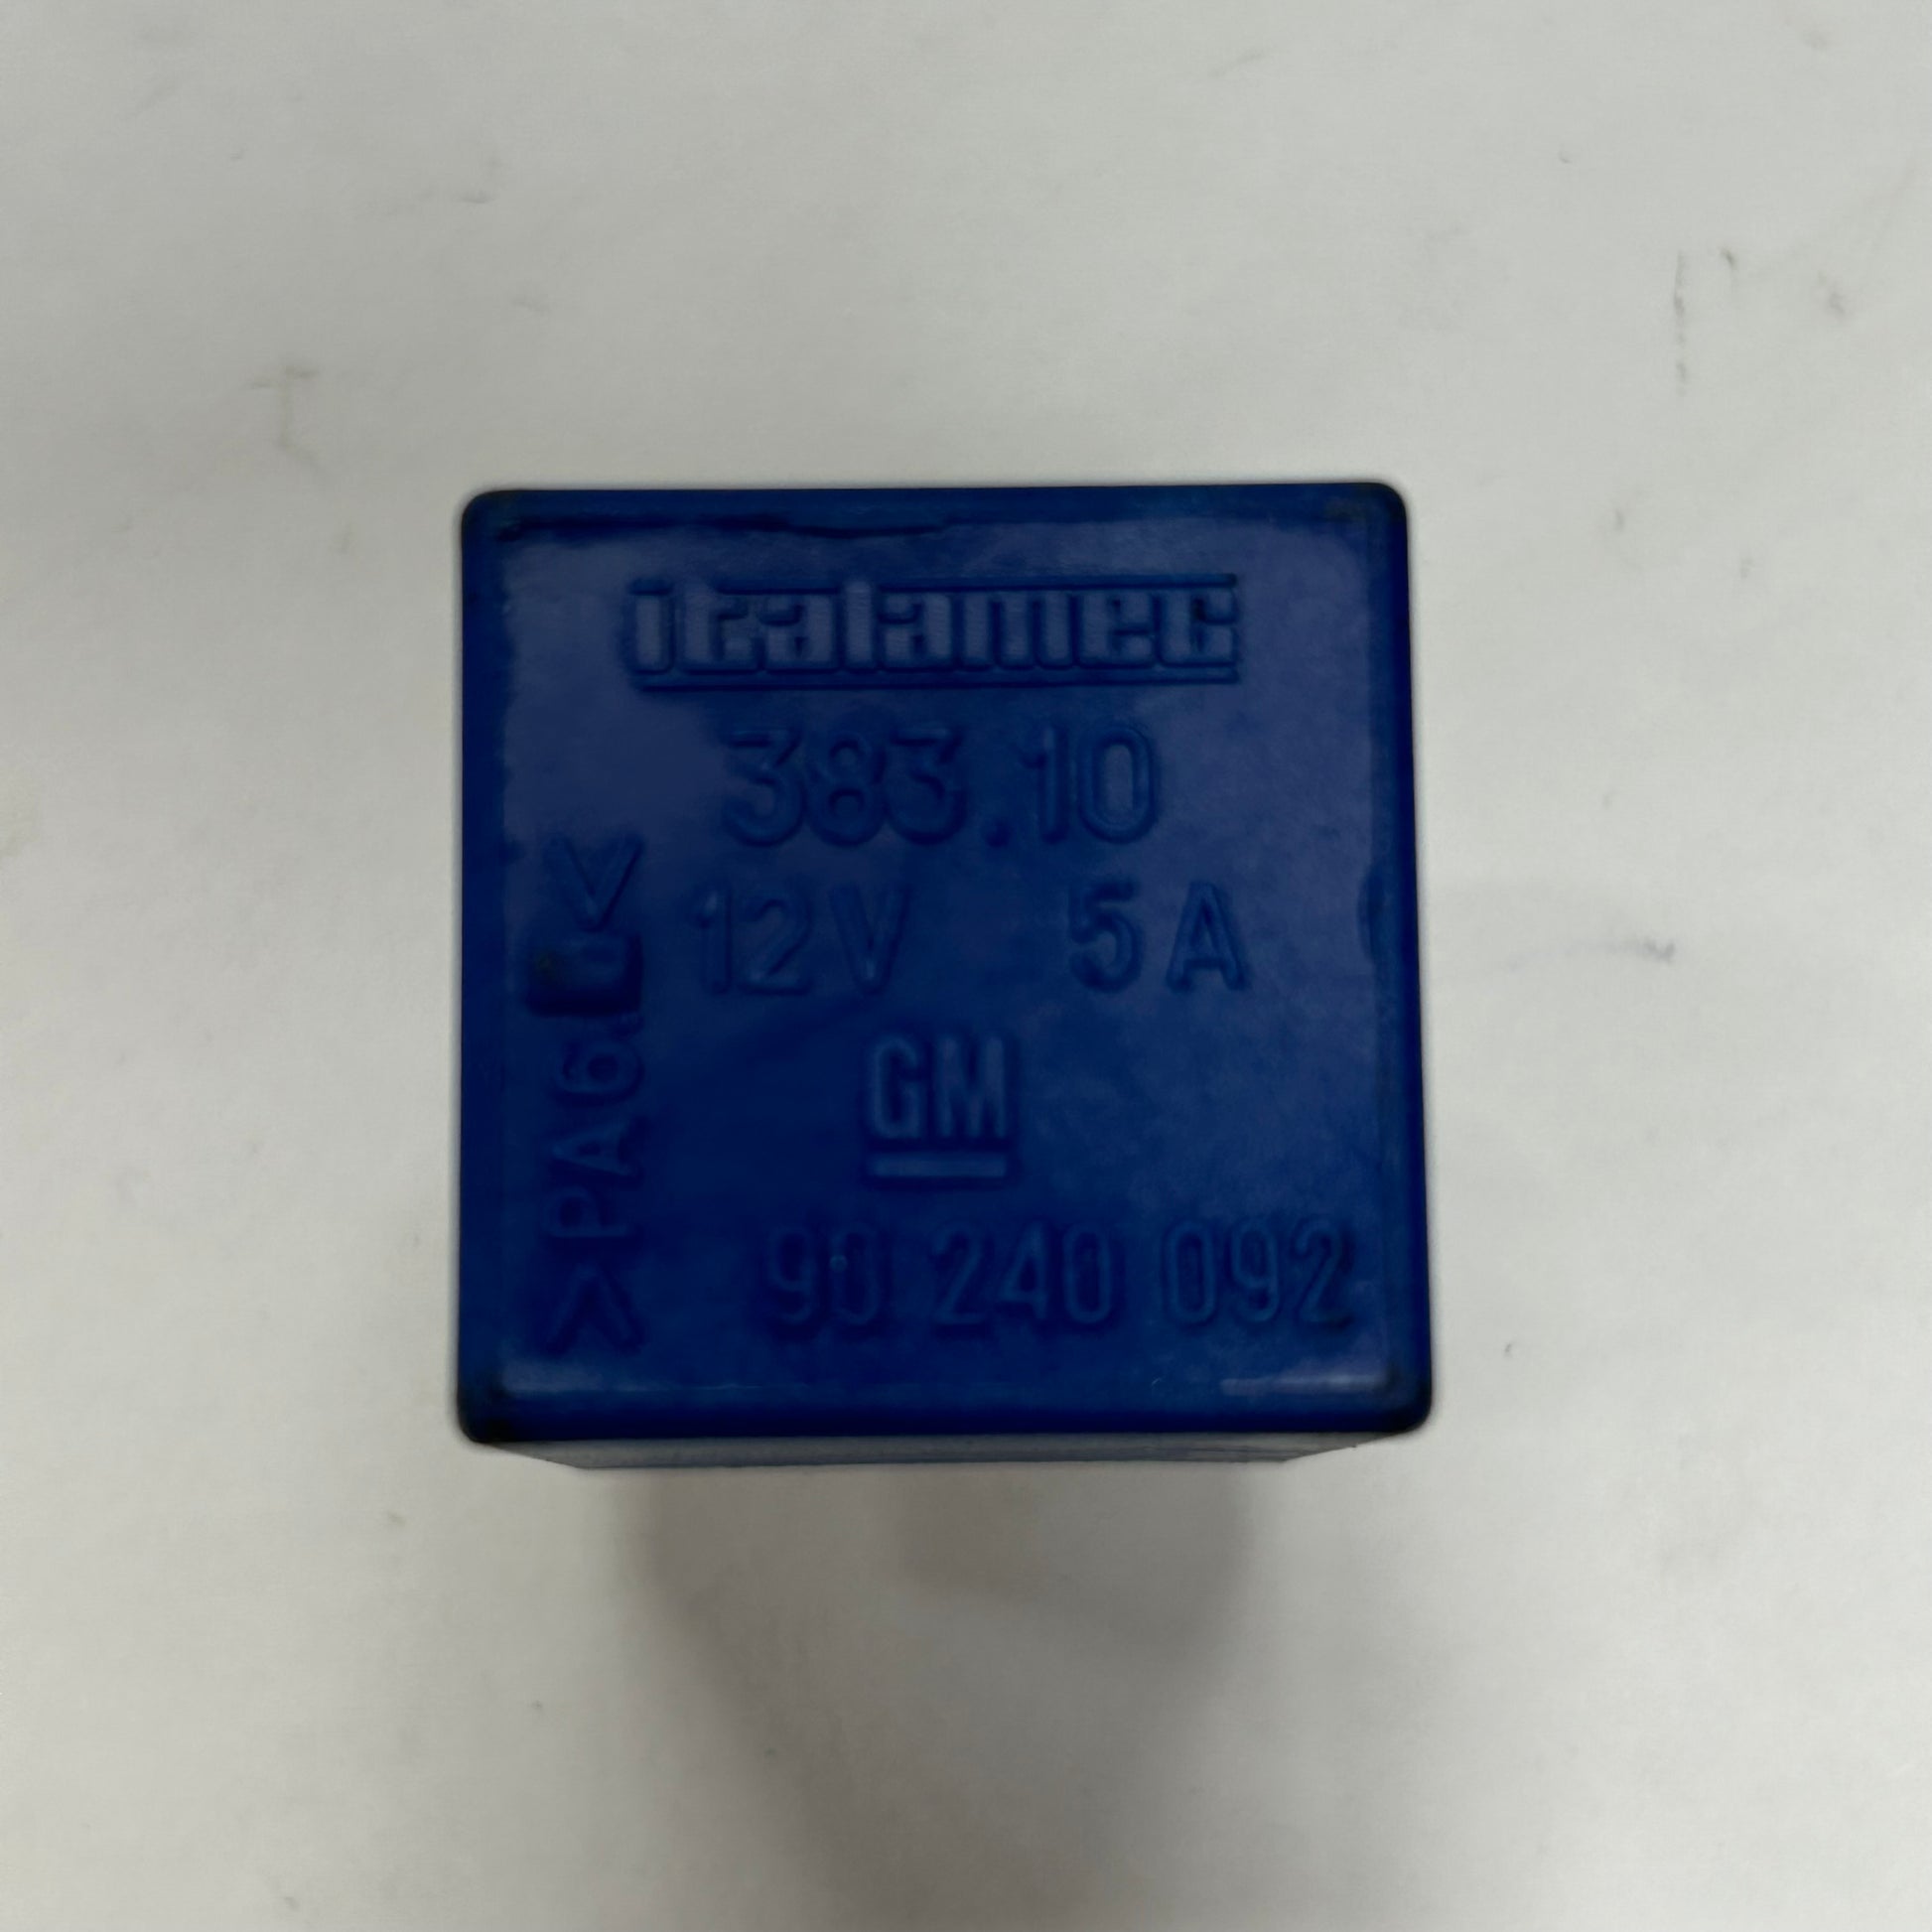 italamec
383.10
12V 5A
GM
90 240 092
>PA6.
<